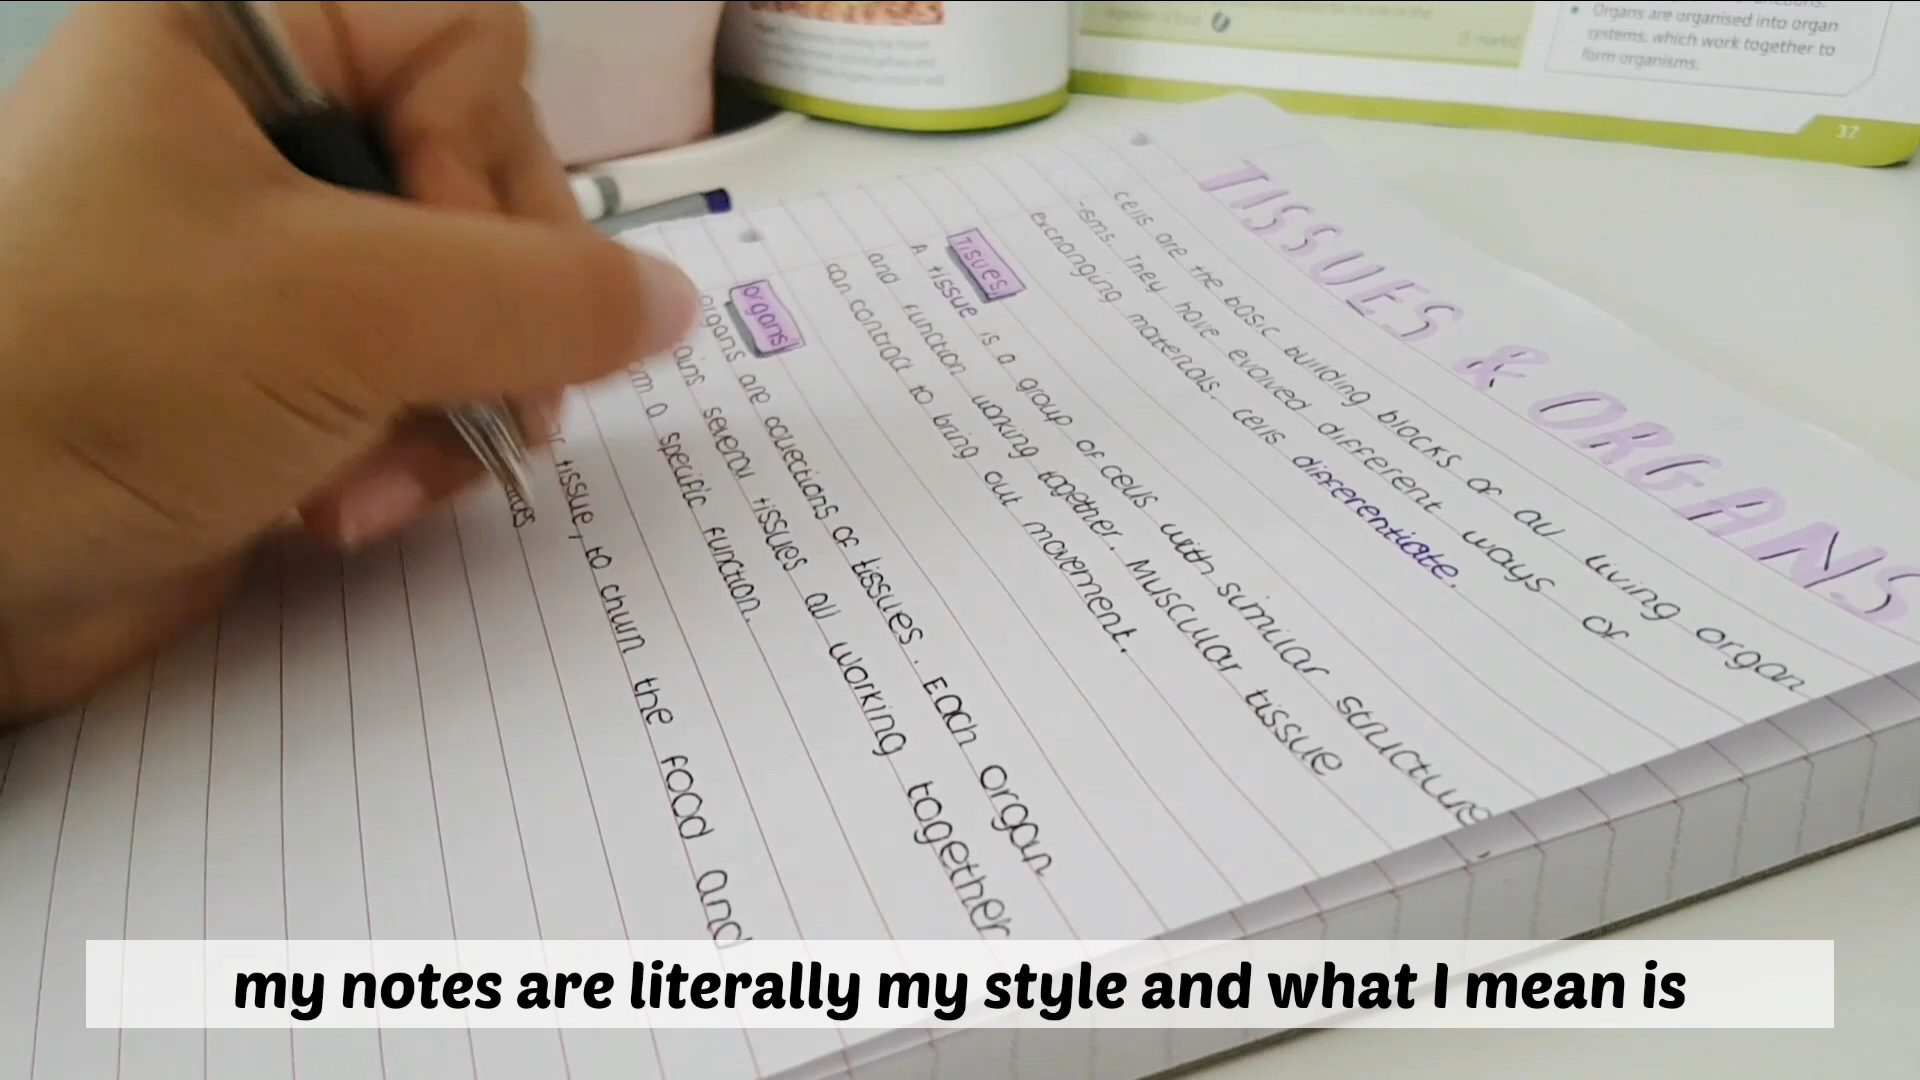 Organs are organised into organ
systems, which work together to
form organisms.
37
TISSUES & ORGANS
cells are the basic building blocks of all living organ
-isms. They have evolved different ways of
exchanging materials. cells differentiate.
Tisues
A tissue is a group of cells with similar structure
and function working together. Muscular tissue
can contract to bring out movement.
organs
organs are collections of tissues. Each organ
several tissues all working together
a specific function.
tissue, to churn the food and
my notes are literally my style and what I mean is